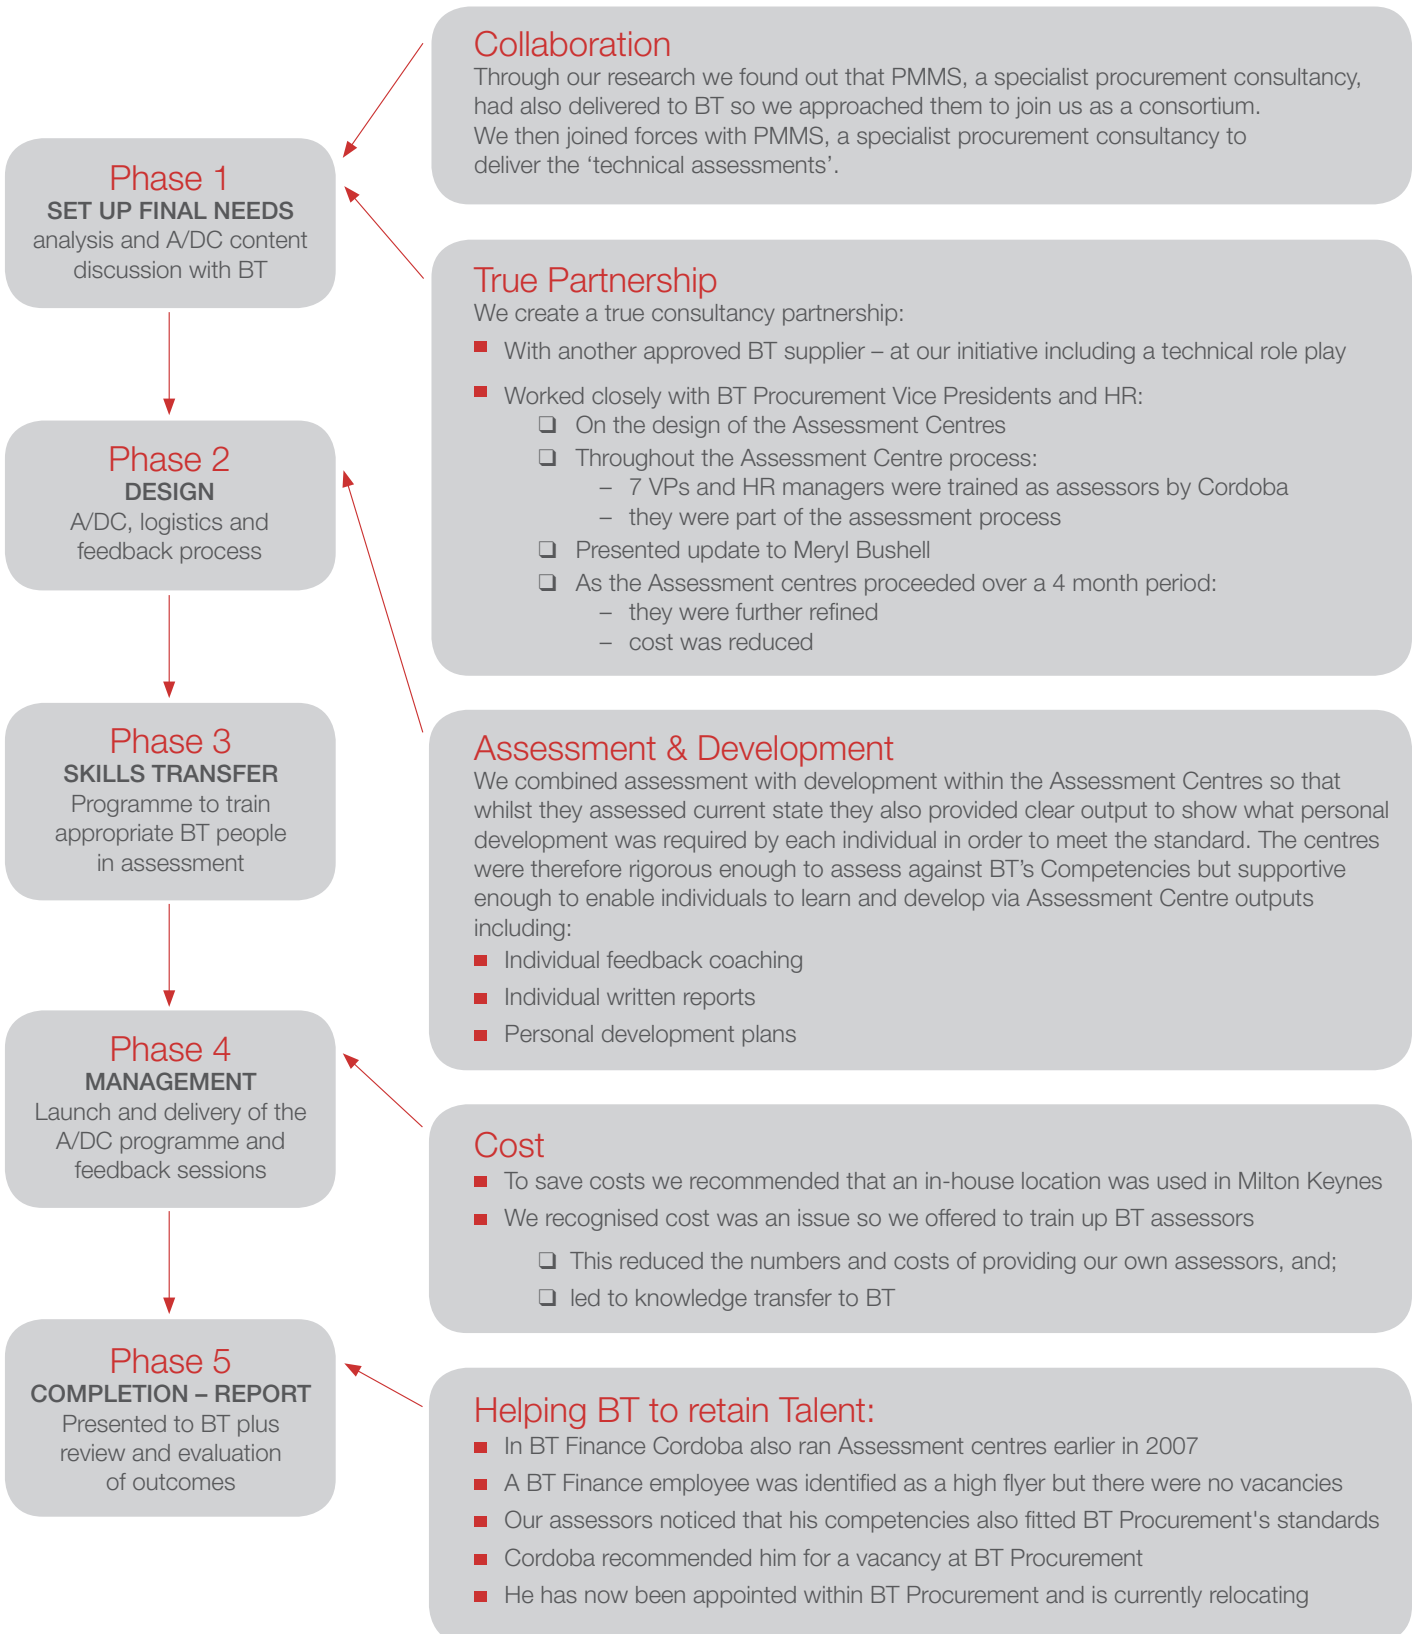 Phase 1
SET UP FINAL NEEDS
analysis and A/DC content
discussion with BT
Phase 2
DESIGN
A/DC, logistics and
feedback process
Phase 3
SKILLS TRANSFER
Programme to train
appropriate BT people
in assessment
Phase 4
MANAGEMENT
Launch and delivery of the
A/DC programme and
feedback sessions
Phase 5
COMPLETION – REPORT
Presented to BT plus
review and evaluation
of outcomes
Collaboration
Through our research we found out that PMMS, a specialist procurement consultancy,
had also delivered to BT so we approached them to join us as a consortium.
We then joined forces with PMMS, a specialist procurement consultancy to
deliver the ‘technical assessments’.
True Partnership
We create a true consultancy partnership:
■ With another approved BT supplier – at our initiative including a technical role play
■ Worked closely with BT Procurement Vice Presidents and HR:
❑ On the design of the Assessment Centres
❑ Throughout the Assessment Centre process:
– 7 VPs and HR managers were trained as assessors by Cordoba
– they were part of the assessment process
❑ Presented update to Meryl Bushell
❑ As the Assessment centres proceeded over a 4 month period:
– they were further refined
– cost was reduced
Assessment & Development
We combined assessment with development within the Assessment Centres so that
whilst they assessed current state they also provided clear output to show what personal
development was required by each individual in order to meet the standard. The centres
were therefore rigorous enough to assess against BT’s Competencies but supportive
enough to enable individuals to learn and develop via Assessment Centre outputs
including:
■ Individual feedback coaching
■ Individual written reports
■ Personal development plans
Cost
■ To save costs we recommended that an in-house location was used in Milton Keynes
■ We recognised cost was an issue so we offered to train up BT assessors
❑ This reduced the numbers and costs of providing our own assessors, and;
❑ led to knowledge transfer to BT
Helping BT to retain Talent:
■ In BT Finance Cordoba also ran Assessment centres earlier in 2007
■ A BT Finance employee was identified as a high flyer but there were no vacancies
■ Our assessors noticed that his competencies also fitted BT Procurement's standards
■ Cordoba recommended him for a vacancy at BT Procurement
■ He has now been appointed within BT Procurement and is currently relocating